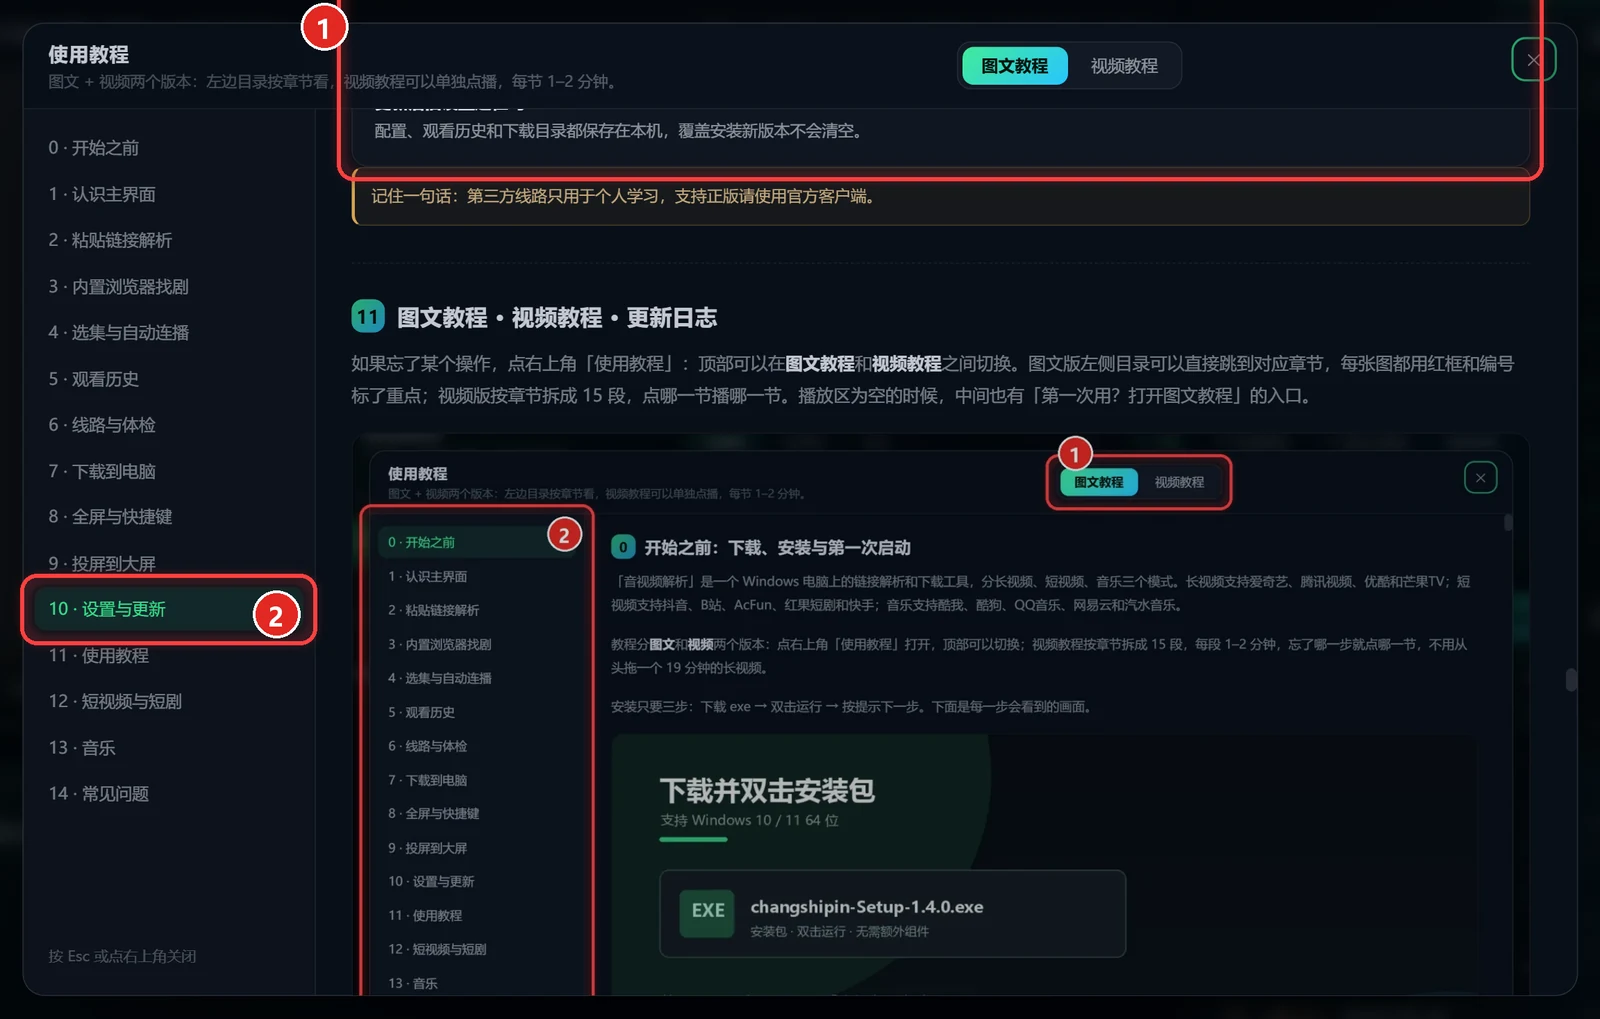 1
使用教程
图文 + 视频两个版本：左边目录按章节看，视频教程可以单独点播，每节 1–2 分钟。
图文教程
视频教程
0 · 开始之前
1 · 认识主界面
2 · 粘贴链接解析
3 · 内置浏览器找剧
4 · 选集与自动连播
5 · 观看历史
6 · 线路与体检
7 · 下载到电脑
8 · 全屏与快捷键
9 · 投屏到大屏
10 · 设置与更新
2
11 · 使用教程
12 · 短视频与短剧
13 · 音乐
14 · 常见问题
按 Esc 或点右上角关闭
配置、观看历史和下载目录都保存在本机，覆盖安装新版本不会清空。
记住一句话：第三方线路只用于个人学习，支持正版请使用官方客户端。
11 图文教程 · 视频教程 · 更新日志
如果忘了某个操作，点右上角「使用教程」：顶部可以在图文教程和视频教程之间切换。图文版左侧目录可以直接跳到对应章节，每张图都用红框和编号
标了重点；视频版按章节拆成 15 段，点哪一节播哪一节。播放区为空的时候，中间也有「第一次用？打开图文教程」的入口。
使用教程
图文 + 视频两个版本：左边目录按章节看，视频教程可以单独点播，每节 1–2 分钟。
1
图文教程
视频教程
0 · 开始之前
2
1 · 认识主界面
2 · 粘贴链接解析
3 · 内置浏览器找剧
4 · 选集与自动连播
5 · 观看历史
6 · 线路与体检
7 · 下载到电脑
8 · 全屏与快捷键
9 · 投屏到大屏
10 · 设置与更新
11 · 使用教程
12 · 短视频与短剧
13 · 音乐
0 开始之前：下载、安装与第一次启动
「音视频解析」是一个 Windows 电脑上的链接解析和下载工具，分长视频、短视频、音乐三个模式。长视频支持爱奇艺、腾讯视频、优酷和芒果TV；短
视频支持抖音、B站、AcFun、红果短剧和快手；音乐支持酷我、酷狗、QQ音乐、网易云和汽水音乐。
教程分图文和视频两个版本：点右上角「使用教程」打开，顶部可以切换；视频教程按章节拆成 15 段，每段 1–2 分钟，忘了哪一步就点哪一节，不用从
头拖一个 19 分钟的长视频。
安装只要三步：下载 exe → 双击运行 → 按提示下一步。下面是每一步会看到的画面。
下载并双击安装包
支持 Windows 10 / 11 64 位
EXE
changshipin-Setup-1.4.0.exe
安装包 · 双击运行 · 无需额外组件